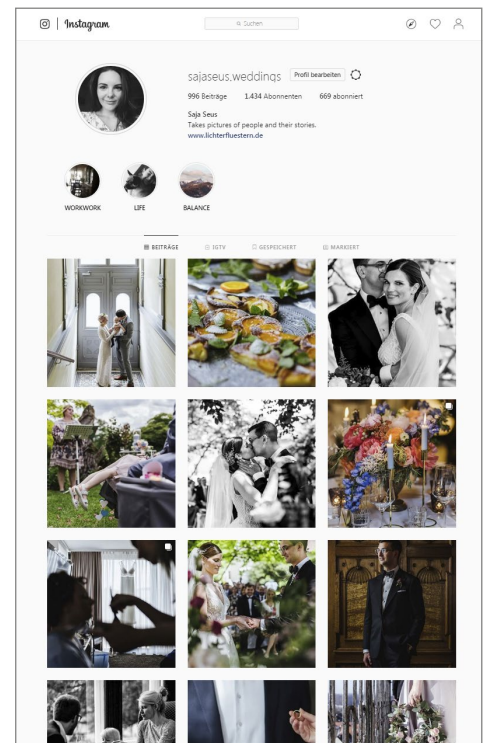 Instagram
Suchen
sajaseus.weddings Profil bearbeiten
996 Beiträge 1.434 Abonnenten 669 abonniert
Saja Seus
Takes pictures of people and their stories.
www.lichterfluestern.de
WORKWORK LIFE BALANCE
BEITRÄGE IGTV GESPEICHERT MARKIERT